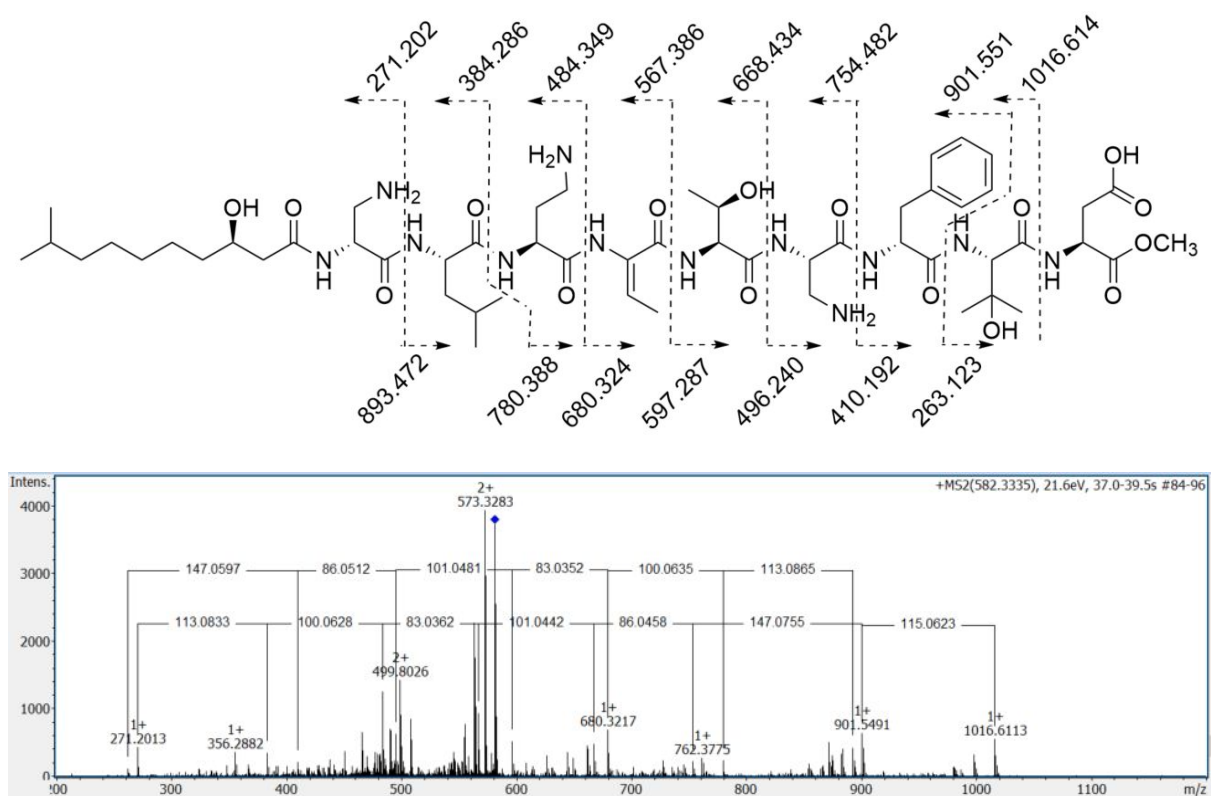 271.202 384.286 484.349 567.386 668.434 754.482 901.551 1016.614
H₂N
OH
NH₂
OH
O
O
H
N
O
H
N
O
OH
O
H
N
O
H
N
O
O
OCH₃
N
H
O
N
H
O
N
H
O
NH₂
N
H
O
OH
N
H
O
893.472 780.388 680.324 597.287 496.240 410.192 263.123
Intens.
+MS2(582.3335), 21.6eV, 37.0-39.5s #84-96
4000
2+
573.3283
3000
147.0597 86.0512 101.0481 83.0352 100.0635 113.0865
2000
113.0833 100.0628 83.0362 101.0442 86.0458 147.0755 115.0623
2+
499.8026
1000
1+
271.2013
1+
356.2882
1+
680.3217
1+
762.3775
1+
901.5491
1+
1016.6113
0
300 400 500 600 700 800 900 1000 1100 m/z